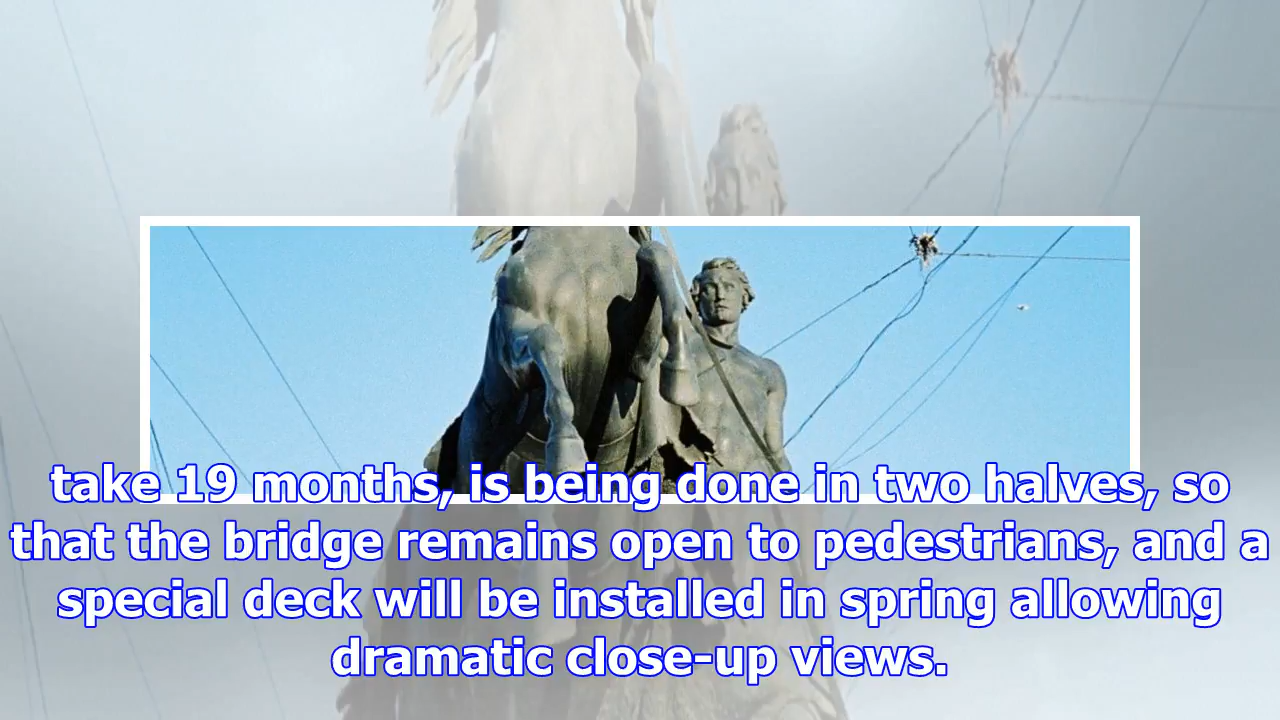 take 19 months, is being done in two halves, so
that the bridge remains open to pedestrians, and a
special deck will be installed in spring allowing
dramatic close-up views.